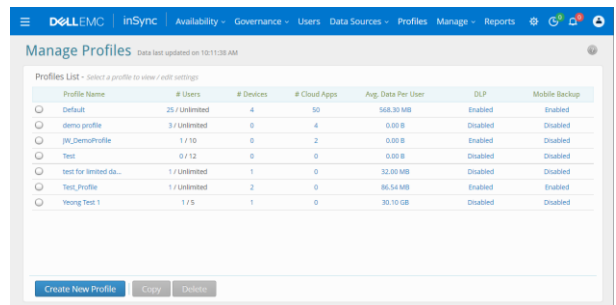 DELLEMC inSync Availability Governance Users Data Sources Profiles Manage Reports
Manage Profiles Data last updated on 10:11:38 AM
Profiles List - Select a profile to view / edit settings
Profile Name # Users # Devices # Cloud Apps Avg. Data Per User DLP Mobile Backup
Default 25 / Unlimited 4 50 568.30 MB Enabled Enabled
demo profile 3 / Unlimited 0 4 0.00 B Disabled Disabled
JW_DemoProfile 1 / 10 0 2 0.00 B Disabled Disabled
Test 0 / 12 0 0 0.00 B Disabled Disabled
test for limited da... 1 / Unlimited 1 0 32.00 MB Disabled Disabled
Test_Profile 1 / Unlimited 2 0 86.54 MB Enabled Enabled
Yeong Test 1 1 / 5 1 0 30.10 GB Disabled Disabled
Create New Profile Copy Delete